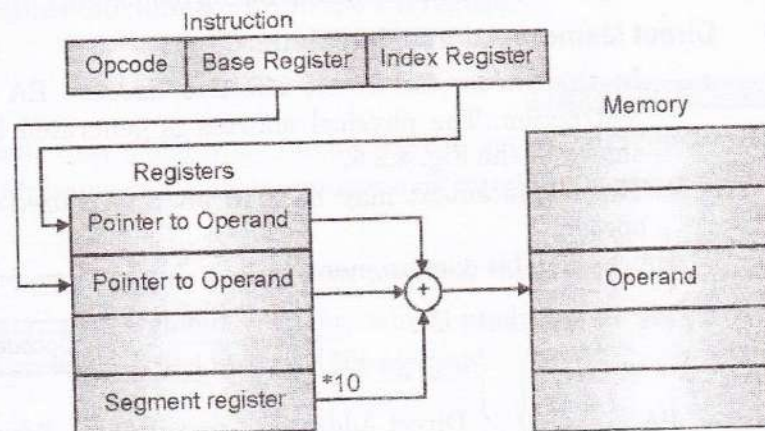 Instruction
Opcode
Base Register
Index Register
Memory
Registers
Pointer to Operand
Pointer to Operand
+
Operand
*10
Segment register